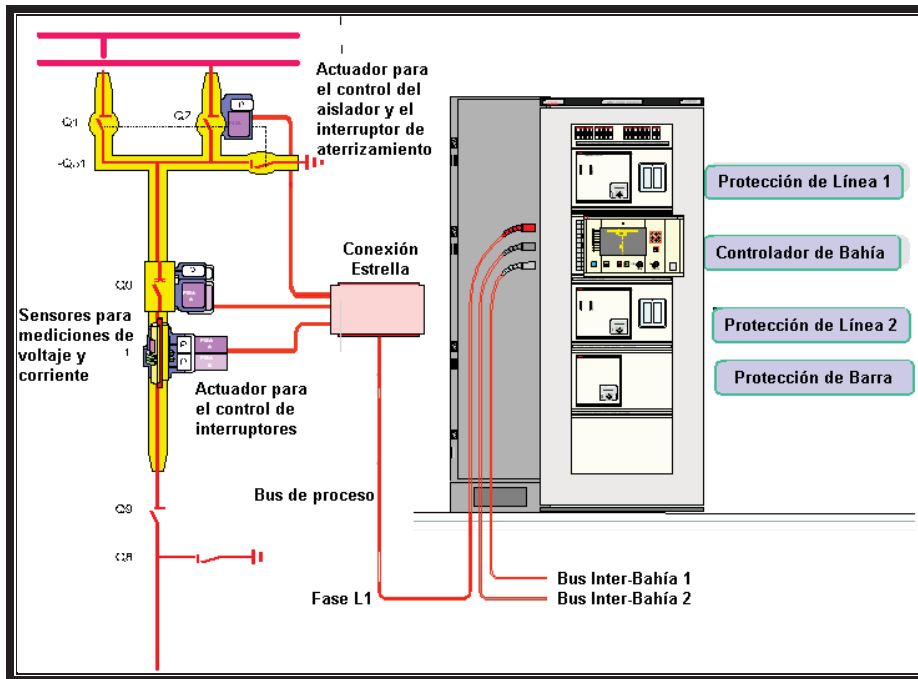 Actuador para
el control del
aislador y el
interruptor de
aterrizamiento
Q1
Q7
-Q51
Conexión
Estrella
Q0
Sensores para
mediciones de
voltaje y
corriente
1
Actuador para
el control de
interruptores
Bus de proceso
Q9
Q8
Fase L1
Bus Inter-Bahía 1
Bus Inter-Bahía 2
Protección de Línea 1
Controlador de Bahía
Protección de Línea 2
Protección de Barra